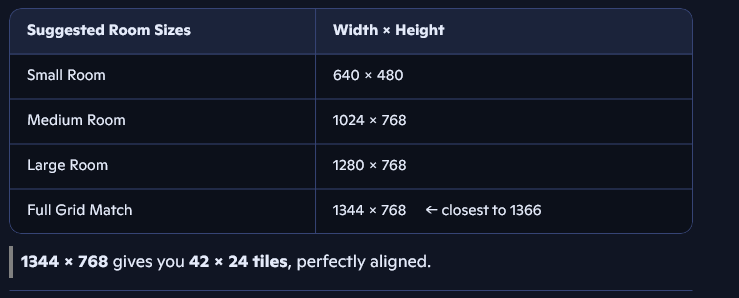 Suggested Room Sizes Width × Height
Small Room 640 × 480
Medium Room 1024 × 768
Large Room 1280 × 768
Full Grid Match 1344 × 768 ← closest to 1366
1344 × 768 gives you 42 × 24 tiles, perfectly aligned.